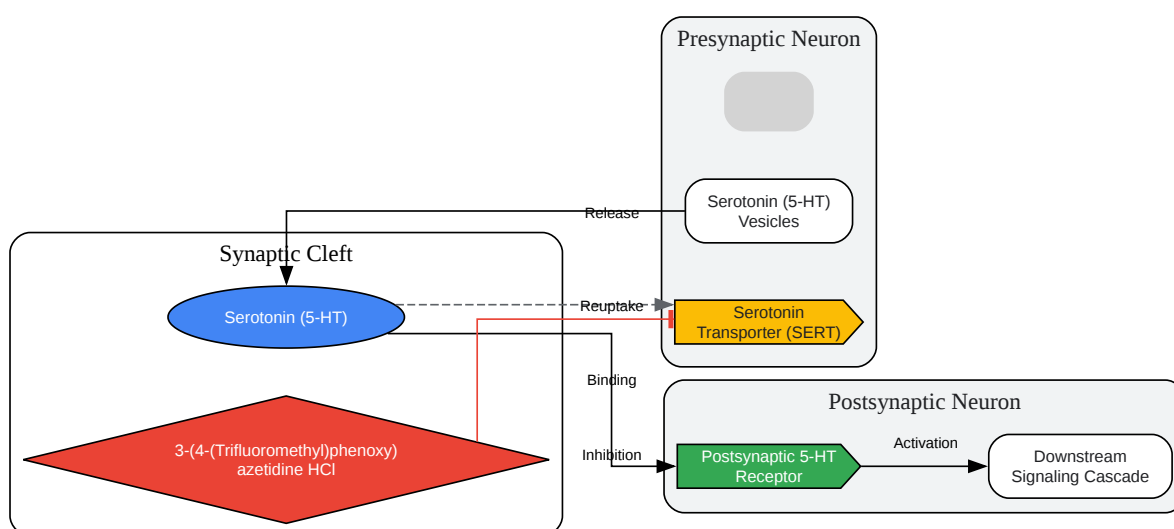 Presynaptic Neuron
Serotonin (5-HT)
Vesicles
Release
Synaptic Cleft
Serotonin (5-HT)
Reuptake
Serotonin
Transporter (SERT)
Binding
Postsynaptic Neuron
3-(4-(Trifluoromethyl)phenoxy)
azetidine HCl
Inhibition
Postsynaptic 5-HT
Receptor
Activation
Downstream
Signaling Cascade